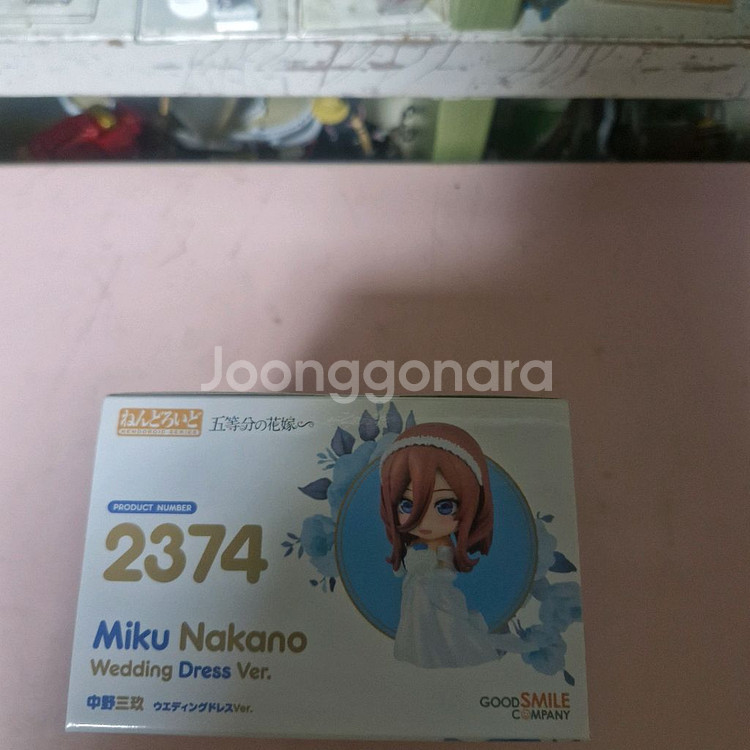 Joonggonara
ねんどろいど 五等分の花嫁
NENDOROID SERIES
PRODUCT NUMBER
2374
Miku Nakano
Wedding Dress Ver.
中野三玖 ウエディングドレスVer.
GOOD SMILE
COMPANY